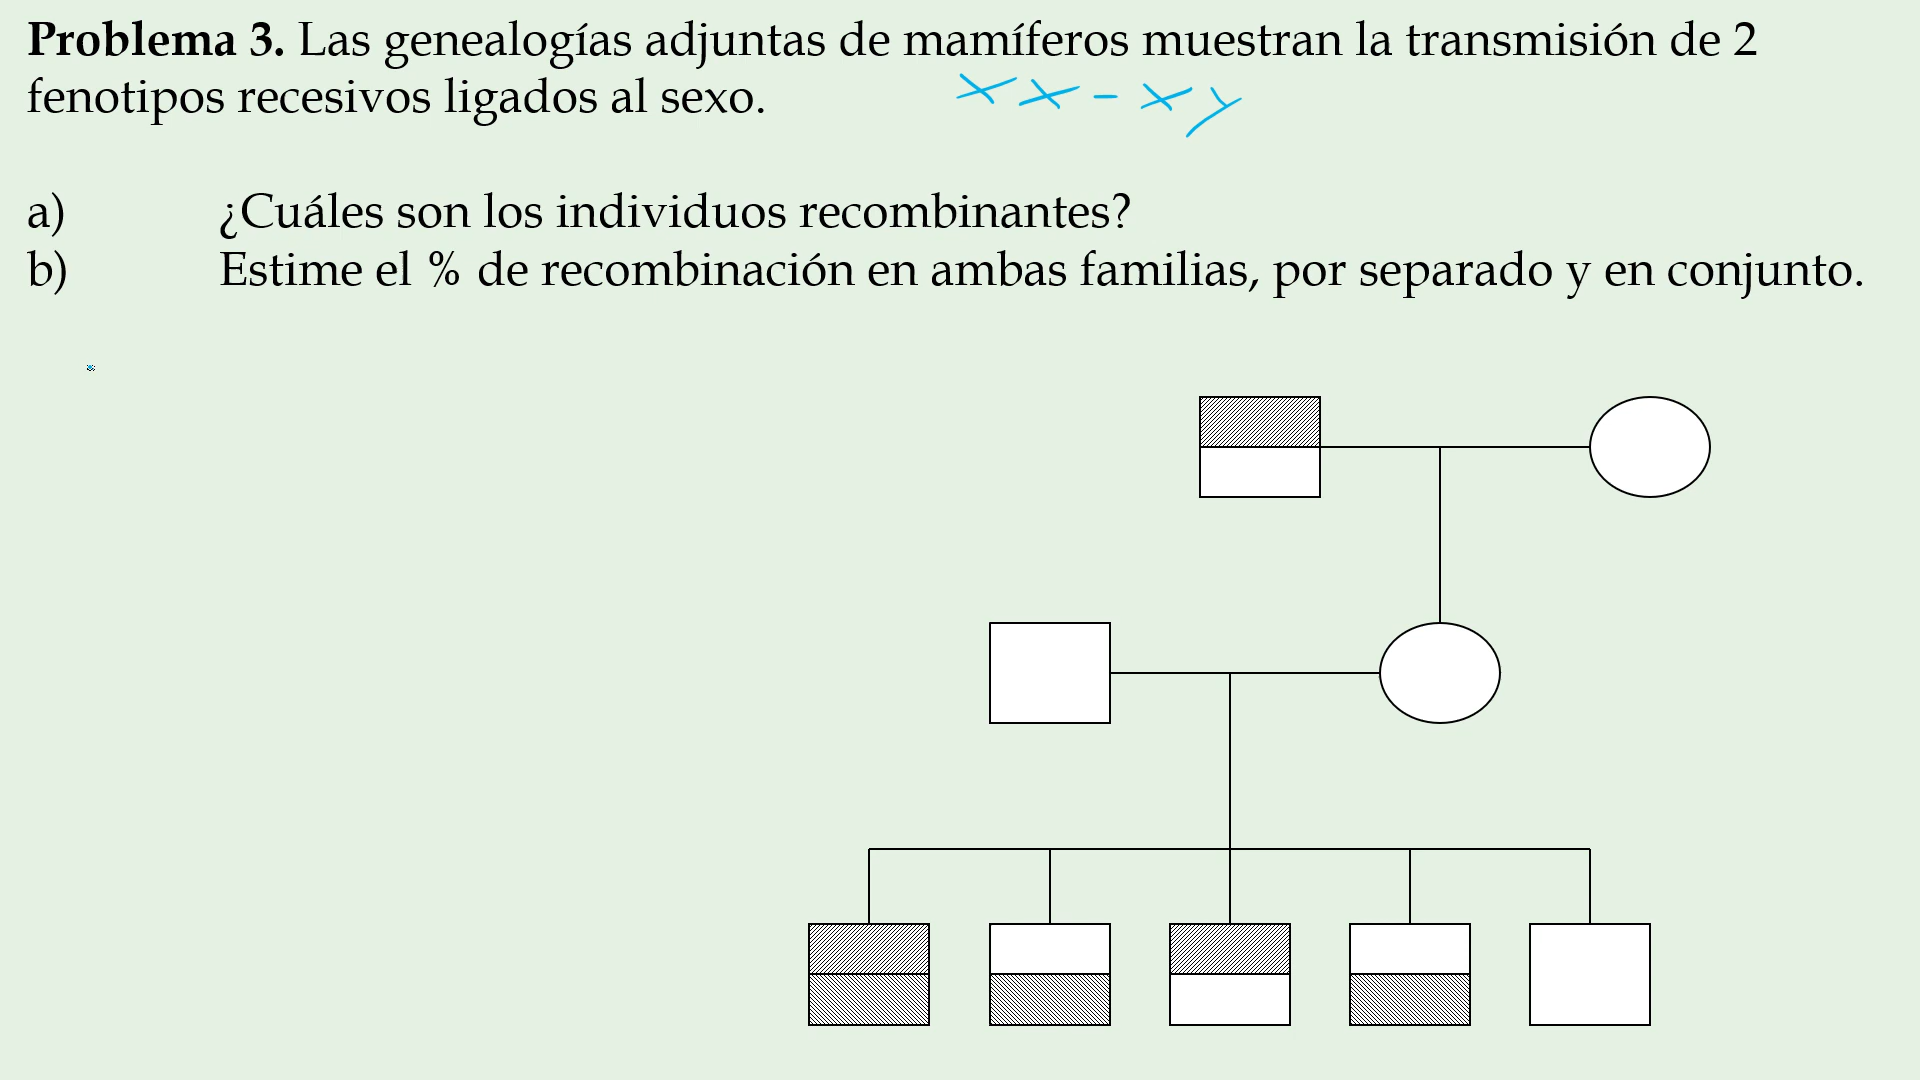 Problema 3. Las genealogías adjuntas de mamíferos muestran la transmisión de 2
fenotipos recesivos ligados al sexo.
xx - xy
a) ¿Cuáles son los individuos recombinantes?
b) Estime el % de recombinación en ambas familias, por separado y en conjunto.